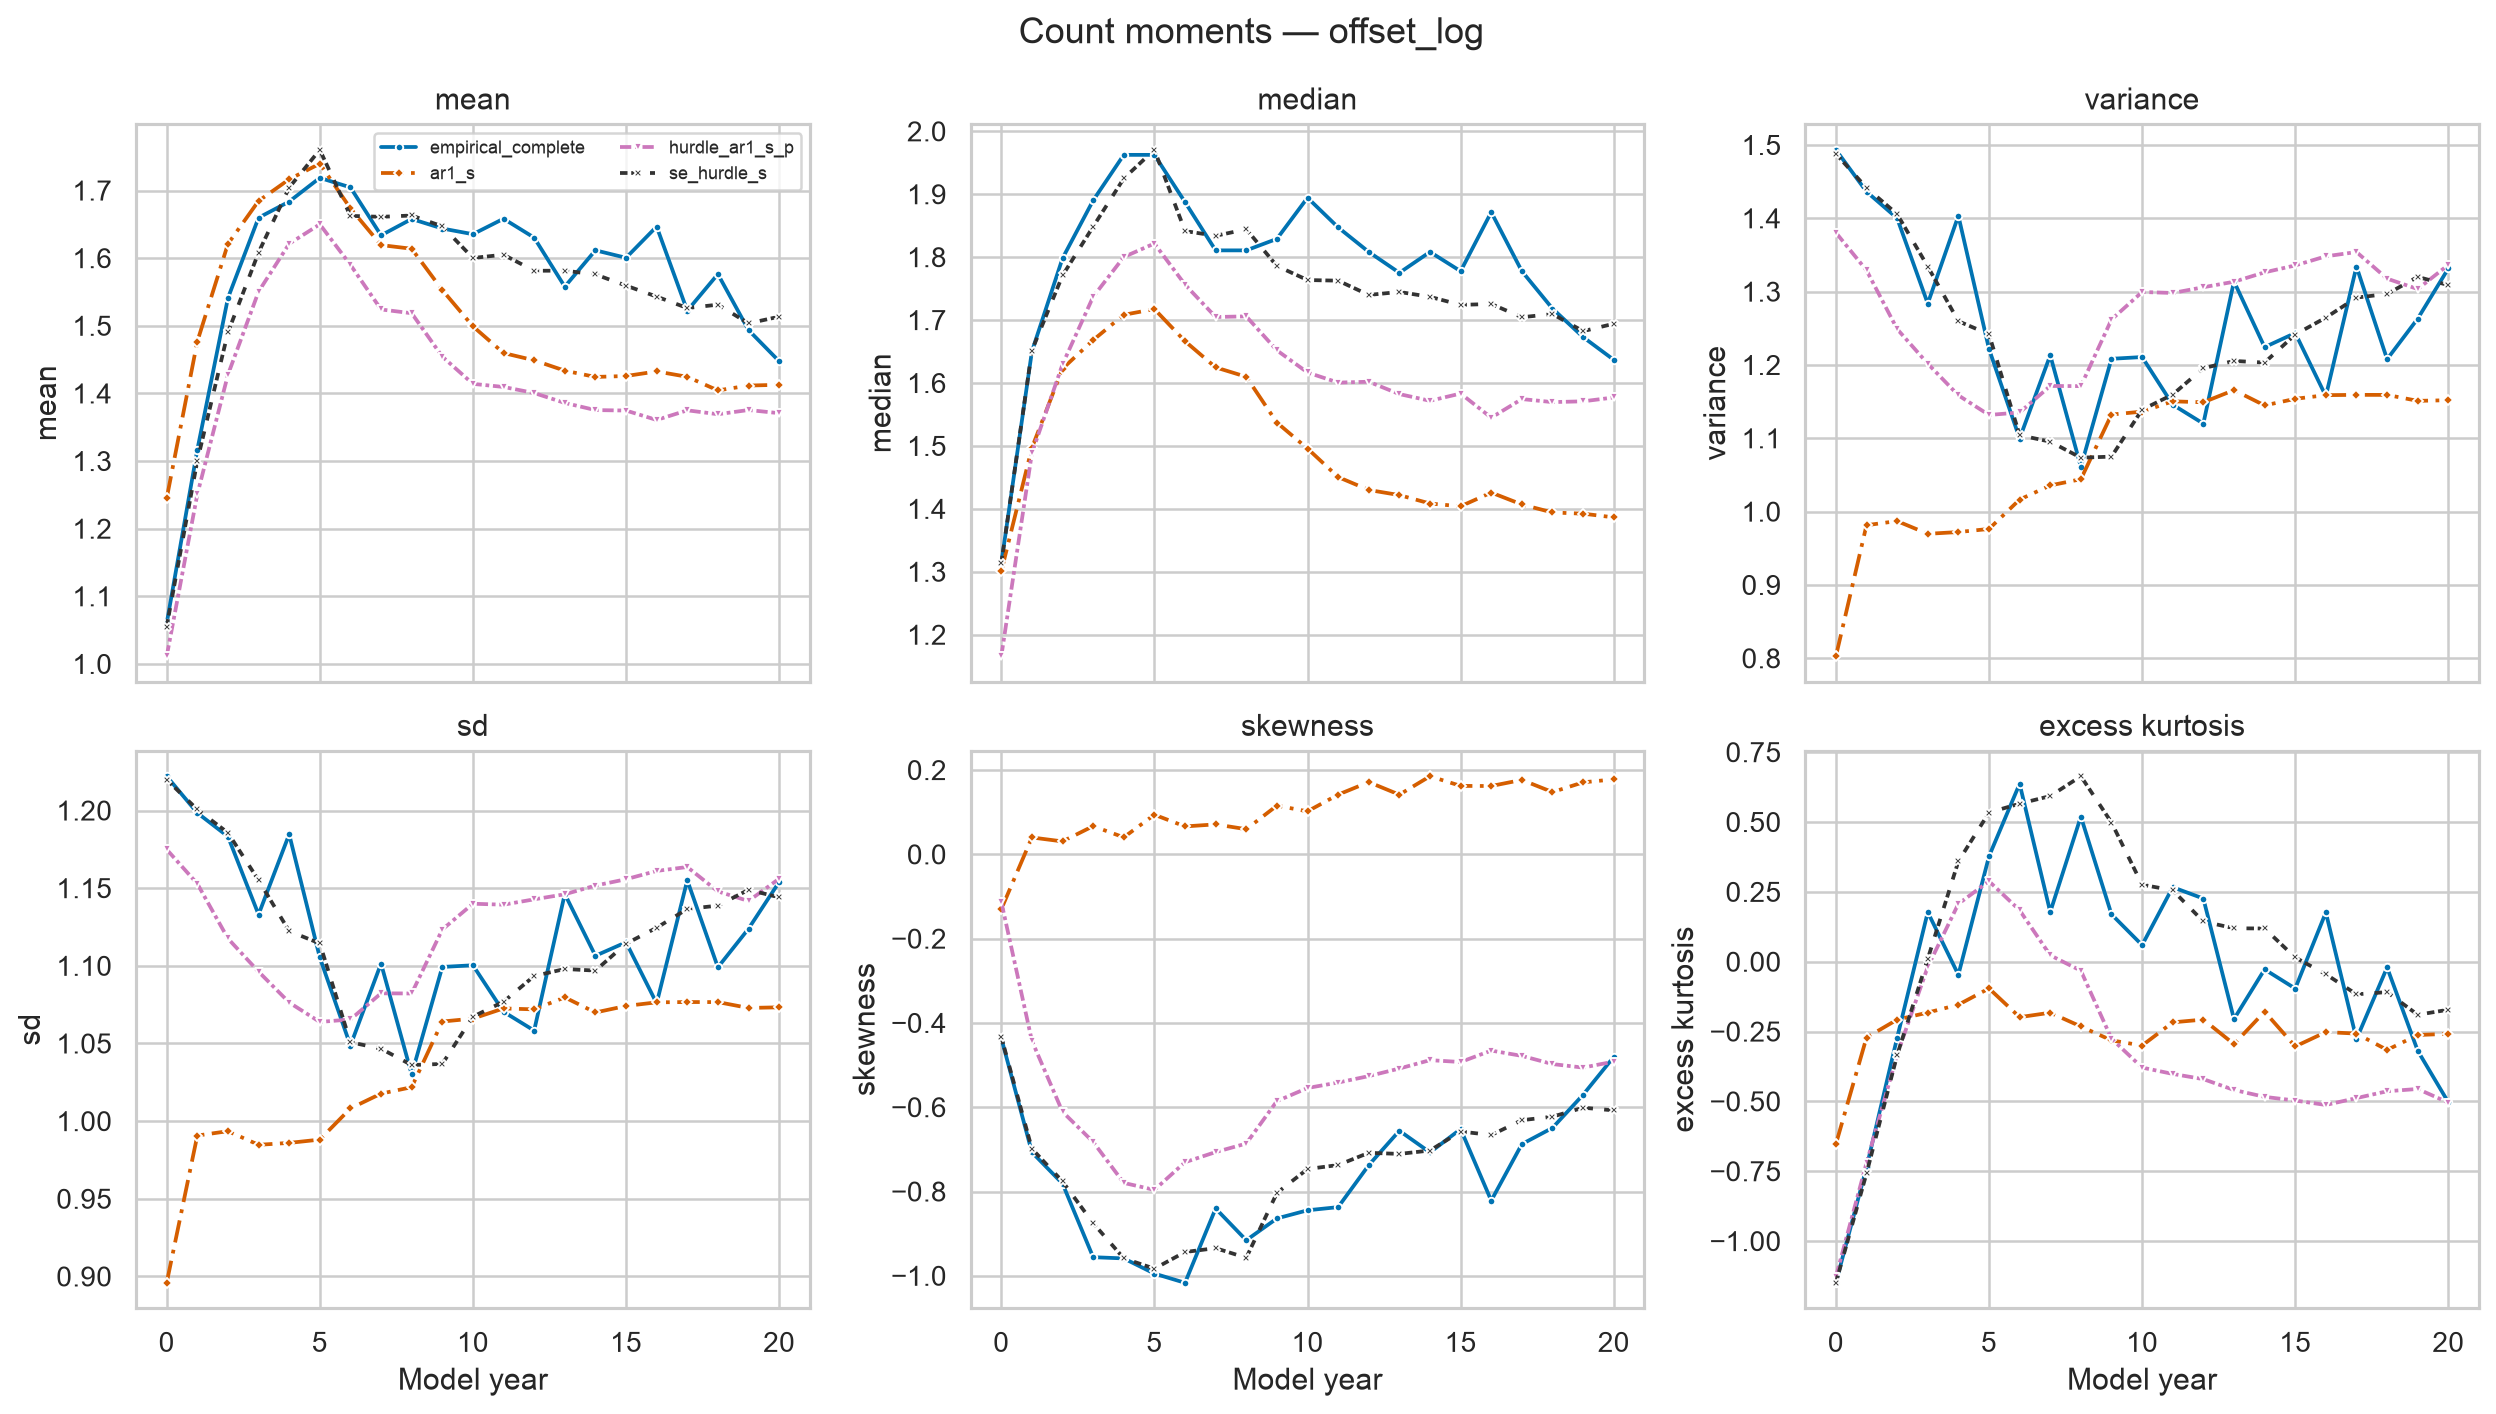 Count moments — offset_log
mean
median
variance
mean
1.7
1.6
1.5
1.4
1.3
1.2
1.1
1.0
empirical_complete
ar1_s
hurdle_ar1_s_p
se_hurdle_s
median
2.0
1.9
1.8
1.7
1.6
1.5
1.4
1.3
1.2
variance
1.5
1.4
1.3
1.2
1.1
1.0
0.9
0.8
sd
skewness
excess kurtosis
sd
1.20
1.15
1.10
1.05
1.00
0.95
0.90
0 5 10 15 20
Model year
skewness
0.2
0.0
−0.2
−0.4
−0.6
−0.8
−1.0
0 5 10 15 20
Model year
excess kurtosis
0.75
0.50
0.25
0.00
−0.25
−0.50
−0.75
−1.00
0 5 10 15 20
Model year